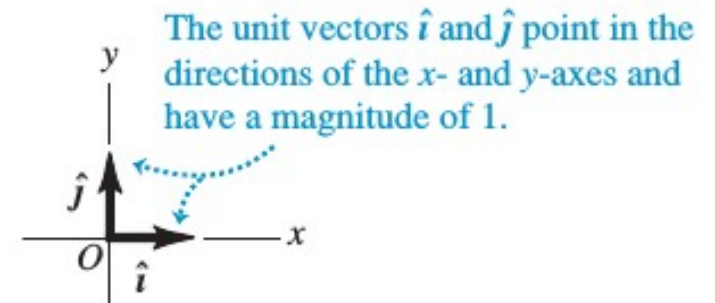 The unit vectors î and ĵ point in the
directions of the x- and y-axes and
have a magnitude of 1.
y
ĵ
x
O
î